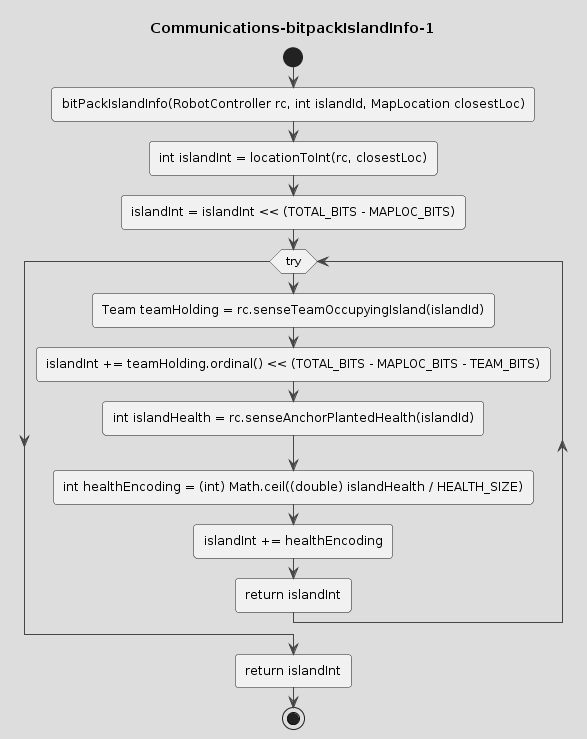 Communications-bitpackIslandInfo-1
bitPackIslandInfo(RobotController rc, int islandId, MapLocation closestLoc)
int islandInt = locationToInt(rc, closestLoc)
islandInt = islandInt << (TOTAL_BITS - MAPLOC_BITS)
try
Team teamHolding = rc.senseTeamOccupyingIsland(islandId)
islandInt += teamHolding.ordinal() << (TOTAL_BITS - MAPLOC_BITS - TEAM_BITS)
int islandHealth = rc.senseAnchorPlantedHealth(islandId)
int healthEncoding = (int) Math.ceil((double) islandHealth / HEALTH_SIZE)
islandInt += healthEncoding
return islandInt
return islandInt